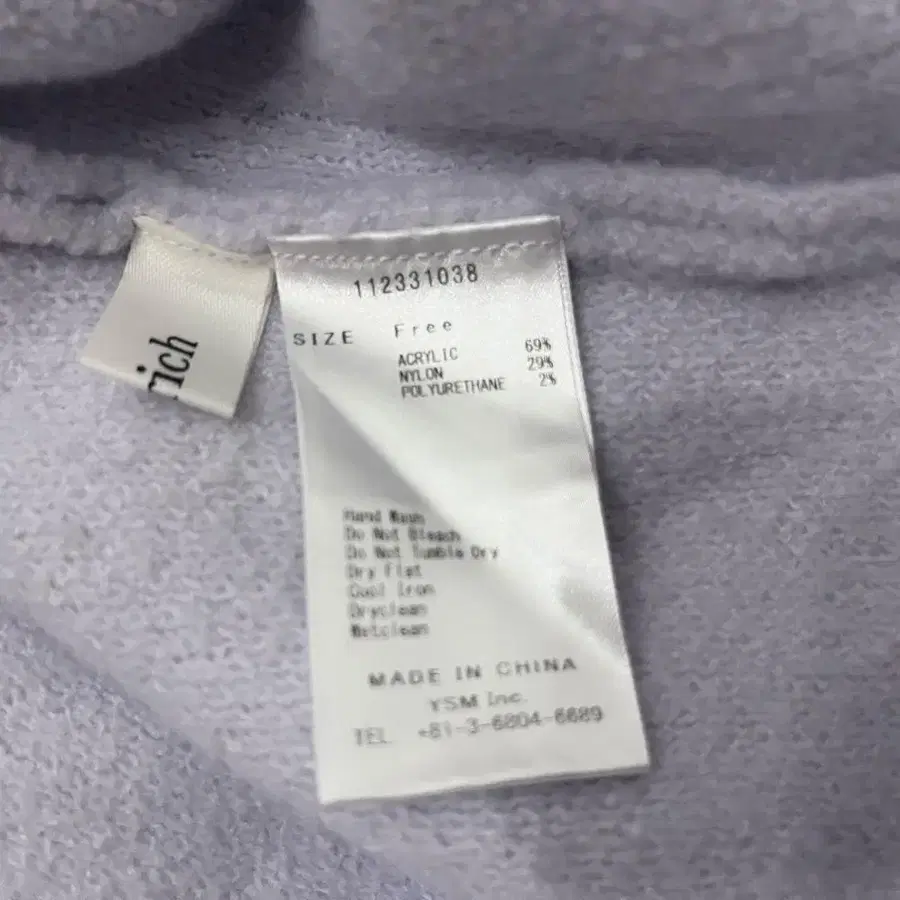 rich
112331038
SIZE Free
ACRYLIC 69%
NYLON 29%
POLYURETHANE 2%
Hand Wash
Do Not Bleach
Do Not Tumble Dry
Dry Flat
Cool Iron
Dryclean
Wetclean
MADE IN CHINA
YSM Inc.
TEL +81-3-6804-6689